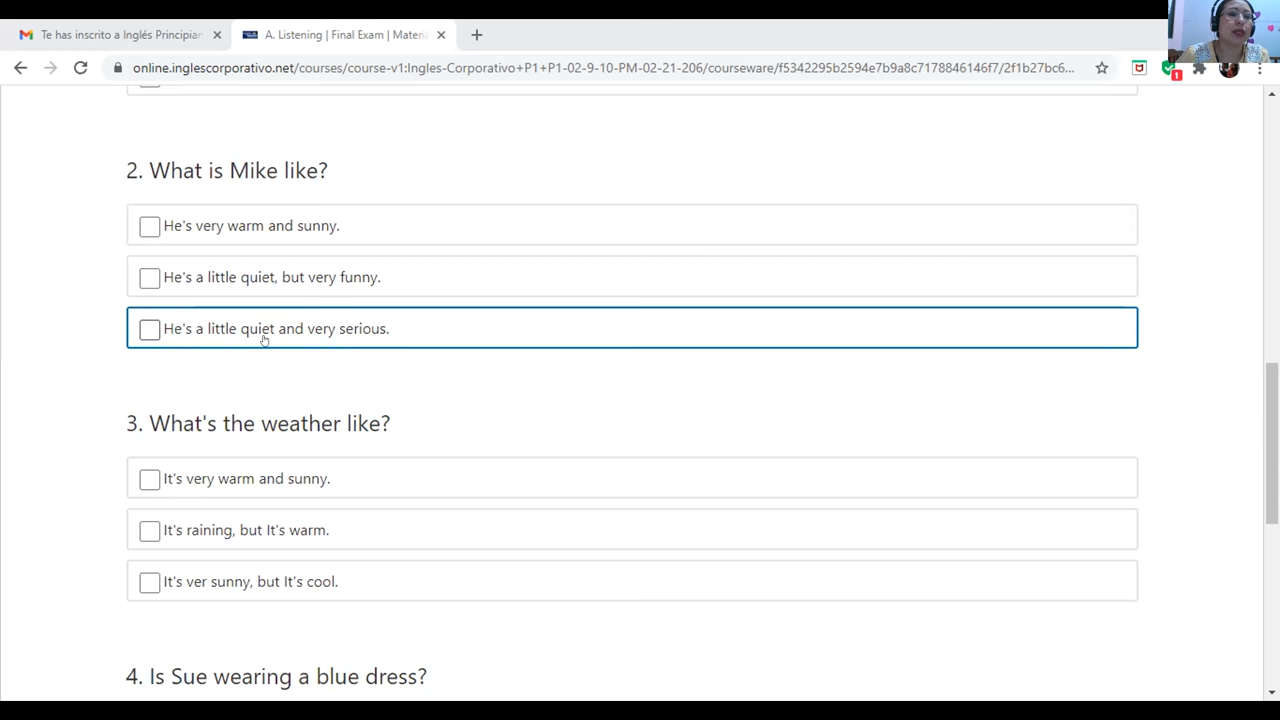 Te has inscrito a Inglés Principian
A. Listening | Final Exam | Materi
online.inglescorporativo.net/courses/course-v1:Ingles-Corporativo+P1+P1-02-9-10-PM-02-21-206/courseware/f5342295b2594e7b9a8c7178846146f7/2f1b27bc6...
1
2. What is Mike like?
He's very warm and sunny.
He's a little quiet, but very funny.
He's a little quiet and very serious.
3. What's the weather like?
It's very warm and sunny.
It's raining, but It's warm.
It's ver sunny, but It's cool.
4. Is Sue wearing a blue dress?